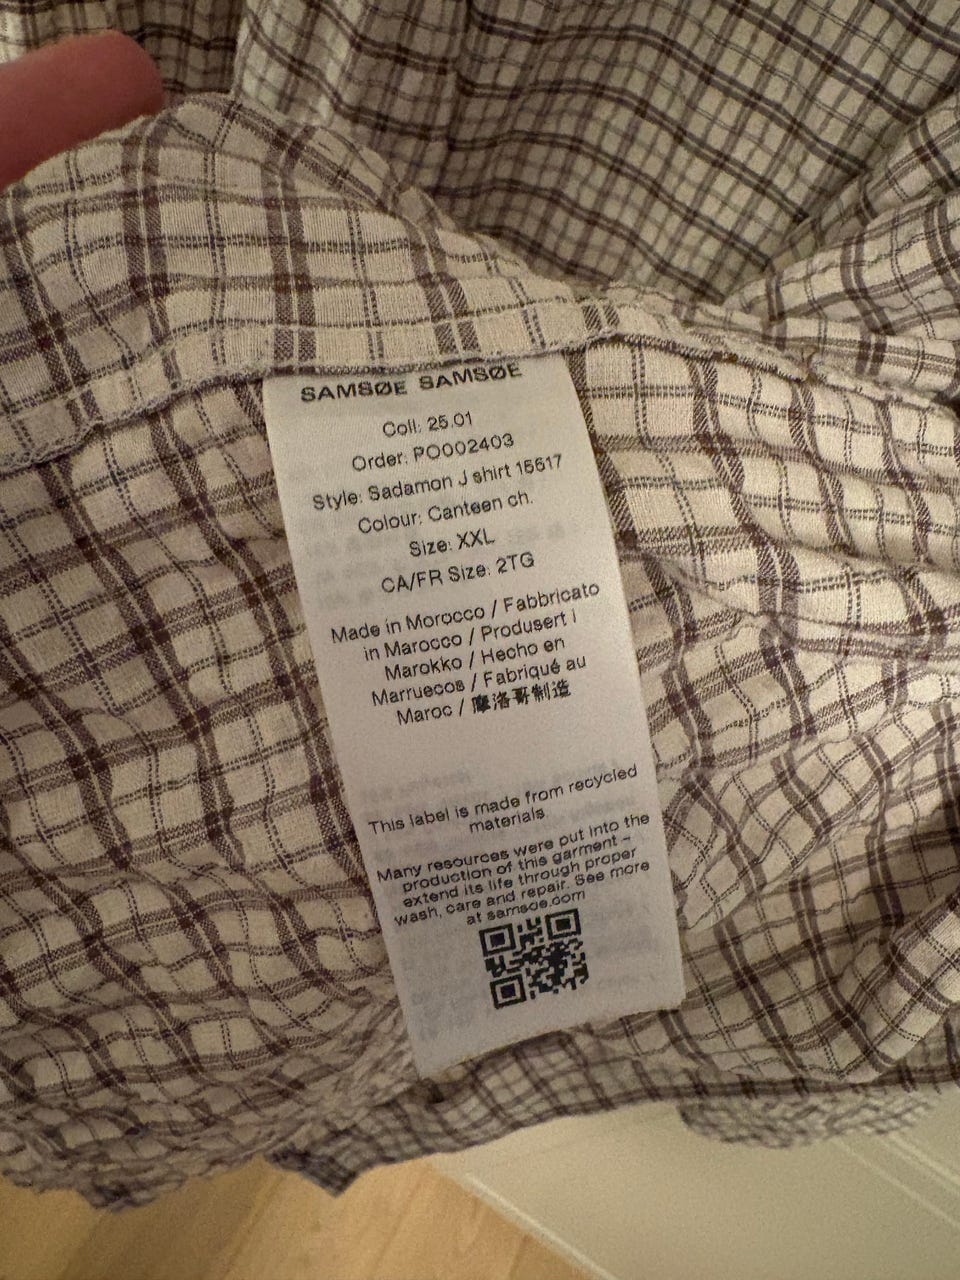 SAMSØE SAMSØE
Coll: 25.01
Order: PO002403
Style: Sadamon J shirt 15617
Colour: Canteen ch.
Size: XXL
CA/FR Size: 2TG
Made in Morocco / Fabbricato
in Marocco / Produsert i
Marokko / Hecho en
Marruecos / Fabriqué au
Maroc / 摩洛哥制造
This label is made from recycled
materials
Many resources were put into the
production of this garment –
extend its life through proper
wash, care and repair. See more
at samsoe.com